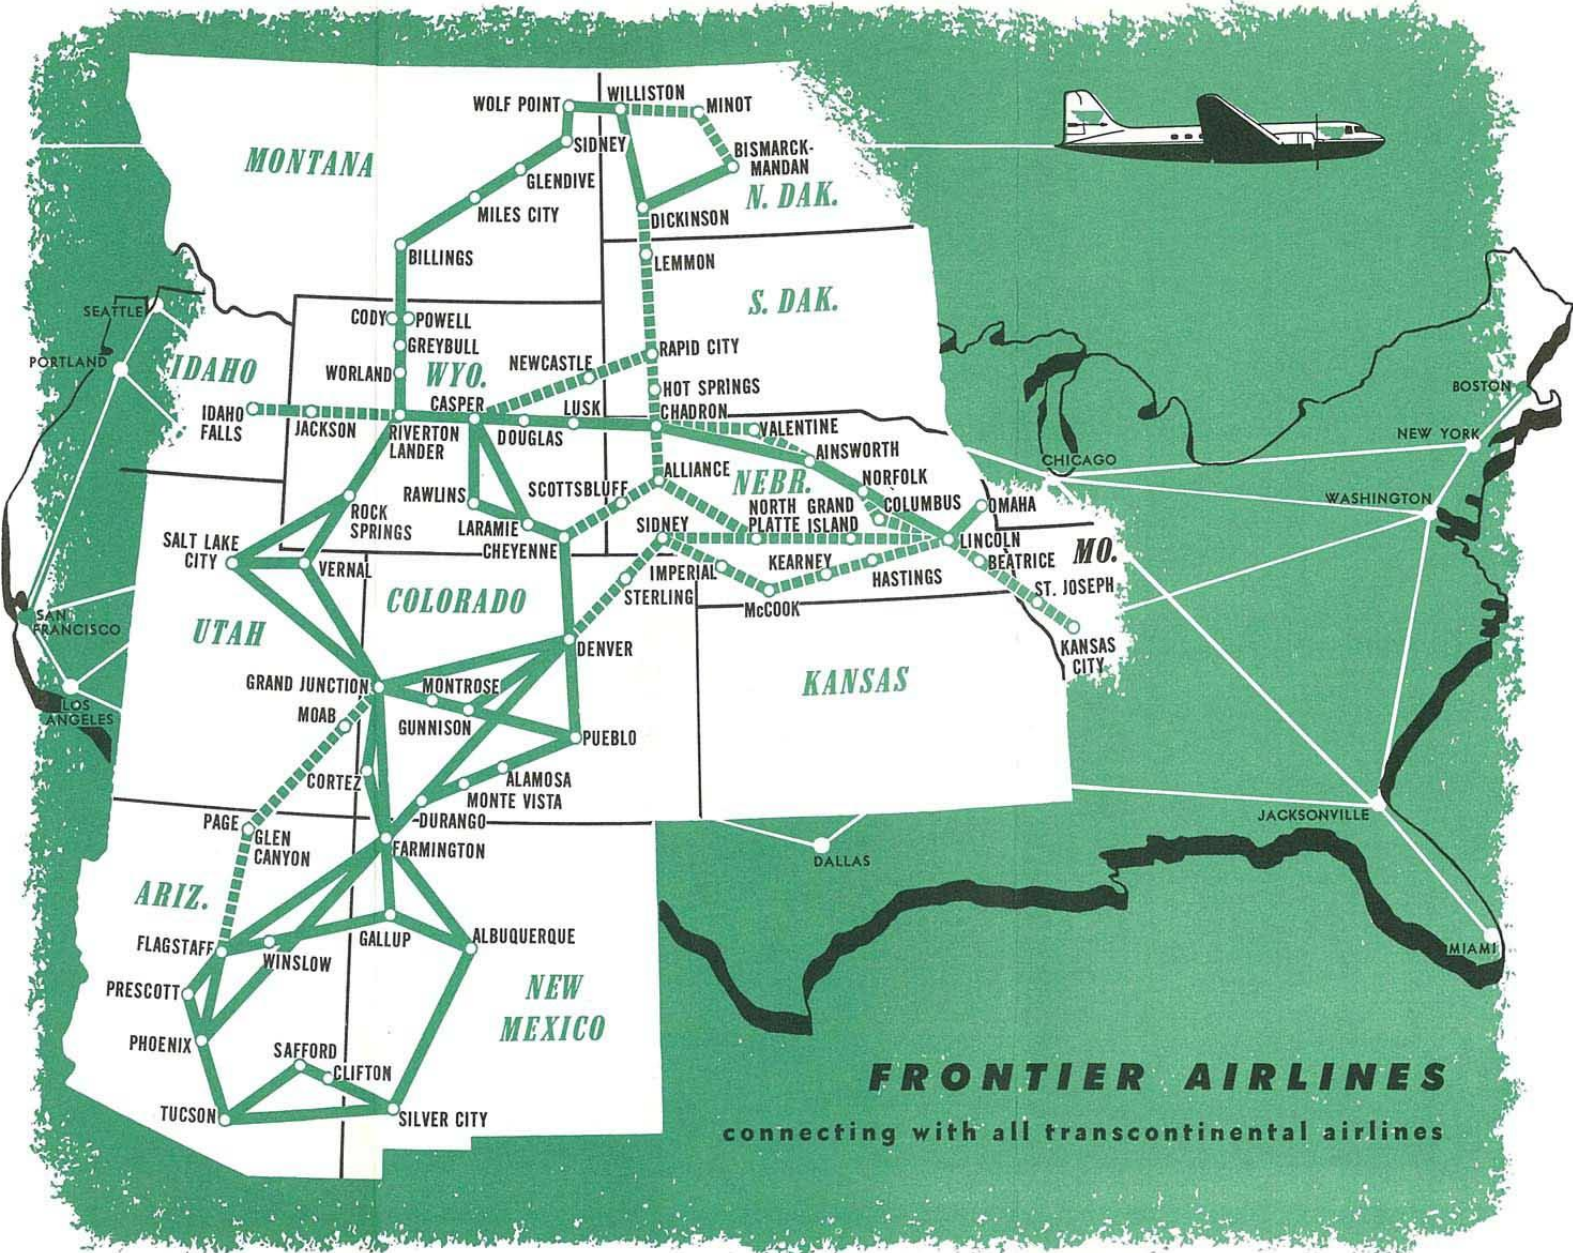 WILLISTON
WOLF POINT
MINOT
SIDNEY
BISMARCK-
MANDAN
MONTANA
GLENDIVE
N. DAK.
MILES CITY
DICKINSON
BILLINGS
LEMMON
S. DAK.
SEATTLE
CODY
POWELL
GREYBULL
RAPID CITY
PORTLAND
NEWCASTLE
IDAHO
WORLAND
WYO.
HOT SPRINGS
BOSTON
CASPER
LUSK
CHADRON
IDAHO
FALLS
JACKSON
RIVERTON
LANDER
DOUGLAS
VALENTINE
NEW YORK
AINSWORTH
CHICAGO
ALLIANCE
NEBR.
NORFOLK
RAWLINS
SCOTTSBLUFF
WASHINGTON
ROCK
SPRINGS
LARAMIE
NORTH
PLATTE
GRAND
ISLAND
COLUMBUS
OMAHA
SIDNEY
SALT LAKE
CITY
CHEYENNE
LINCOLN
MO.
VERNAL
KEARNEY
BEATRICE
IMPERIAL
HASTINGS
ST. JOSEPH
COLORADO
STERLING
McCOOK
SAN
FRANCISCO
UTAH
DENVER
KANSAS
CITY
GRAND JUNCTION
MONTROSE
KANSAS
LOS
ANGELES
MOAB
GUNNISON
PUEBLO
CORTEZ
ALAMOSA
MONTE VISTA
PAGE
GLEN
CANYON
DURANGO
JACKSONVILLE
FARMINGTON
DALLAS
ARIZ.
FLAGSTAFF
GALLUP
ALBUQUERQUE
MIAMI
WINSLOW
PRESCOTT
NEW
MEXICO
PHOENIX
SAFFORD
CLIFTON
TUCSON
SILVER CITY
FRONTIER AIRLINES
connecting with all transcontinental airlines